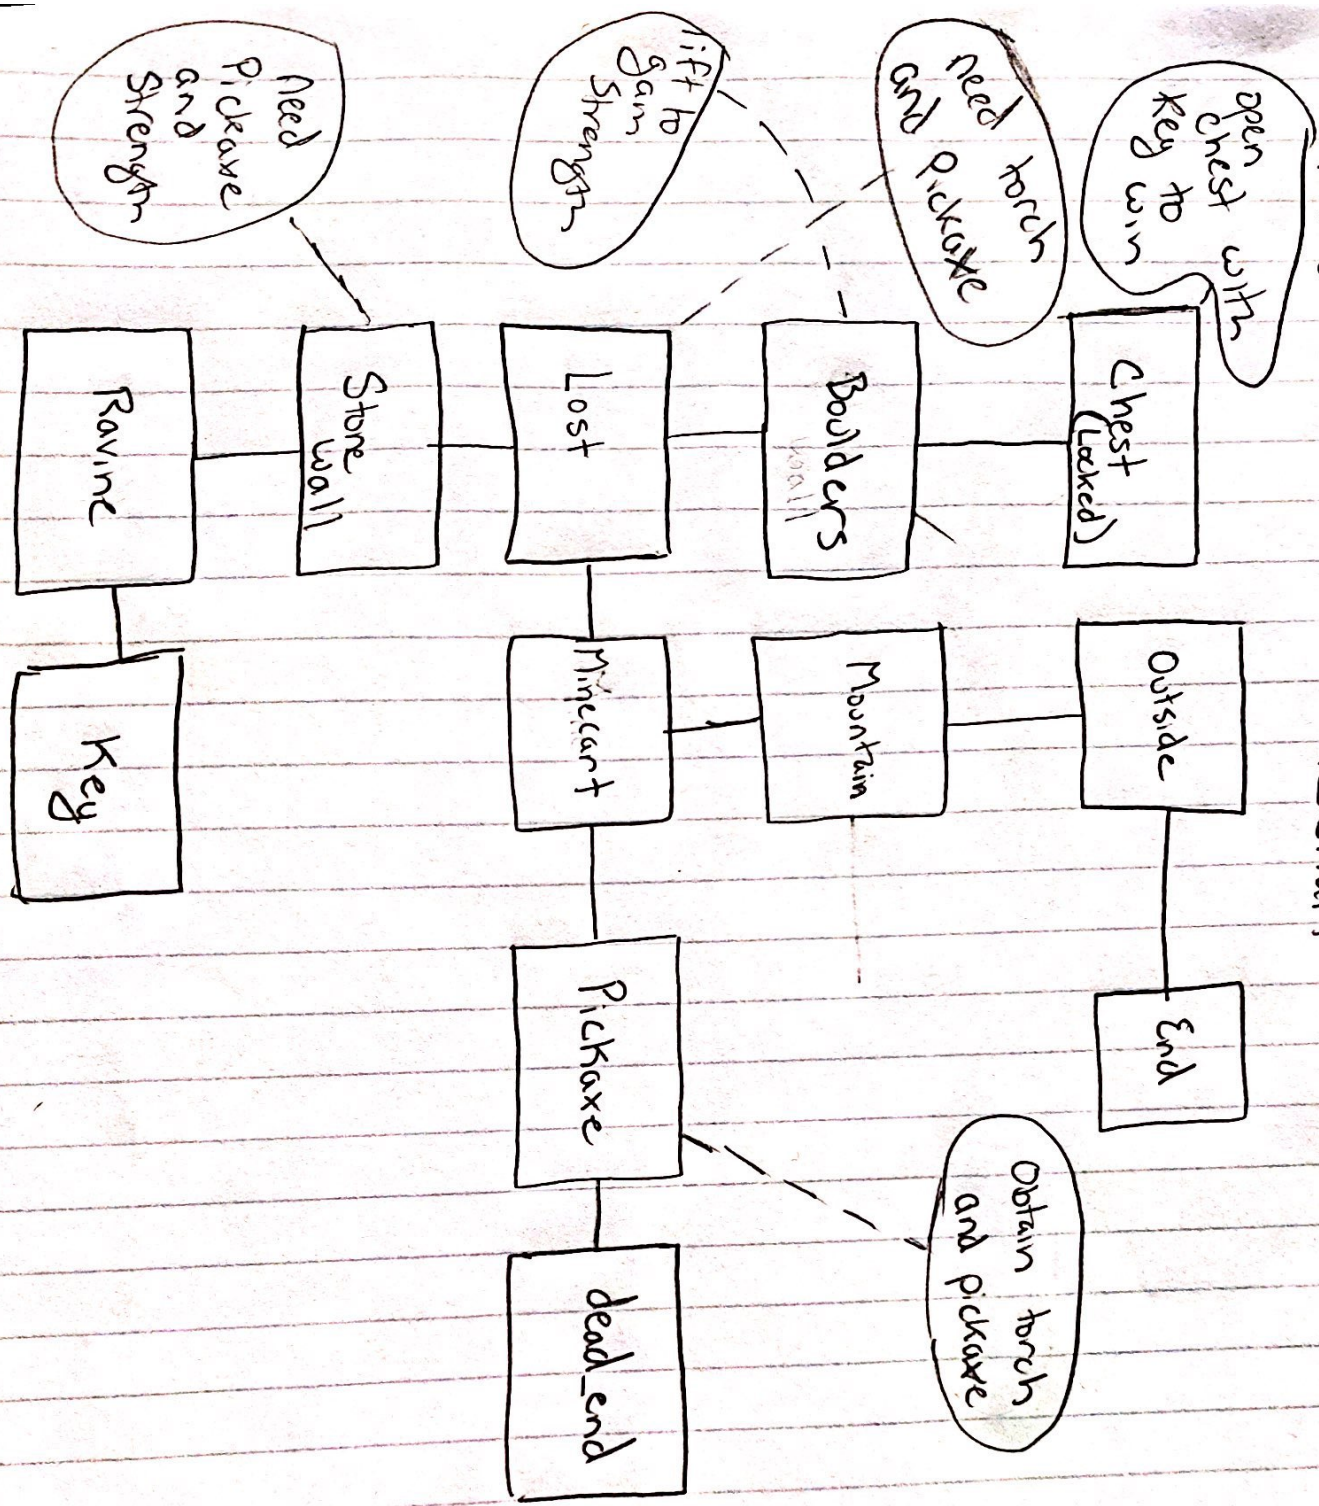 open
chest with
key to
win
need torch
and Pickaxe
lift to
gain
Strength
need
Pickaxe
and
Strength
Chest
(Locked)
Boulders
wall
Lost
Stone
wall
Ravine
Outside
Mountain
Minecart
Key
End
Pickaxe
dead_end
Obtain torch
and pickaxe